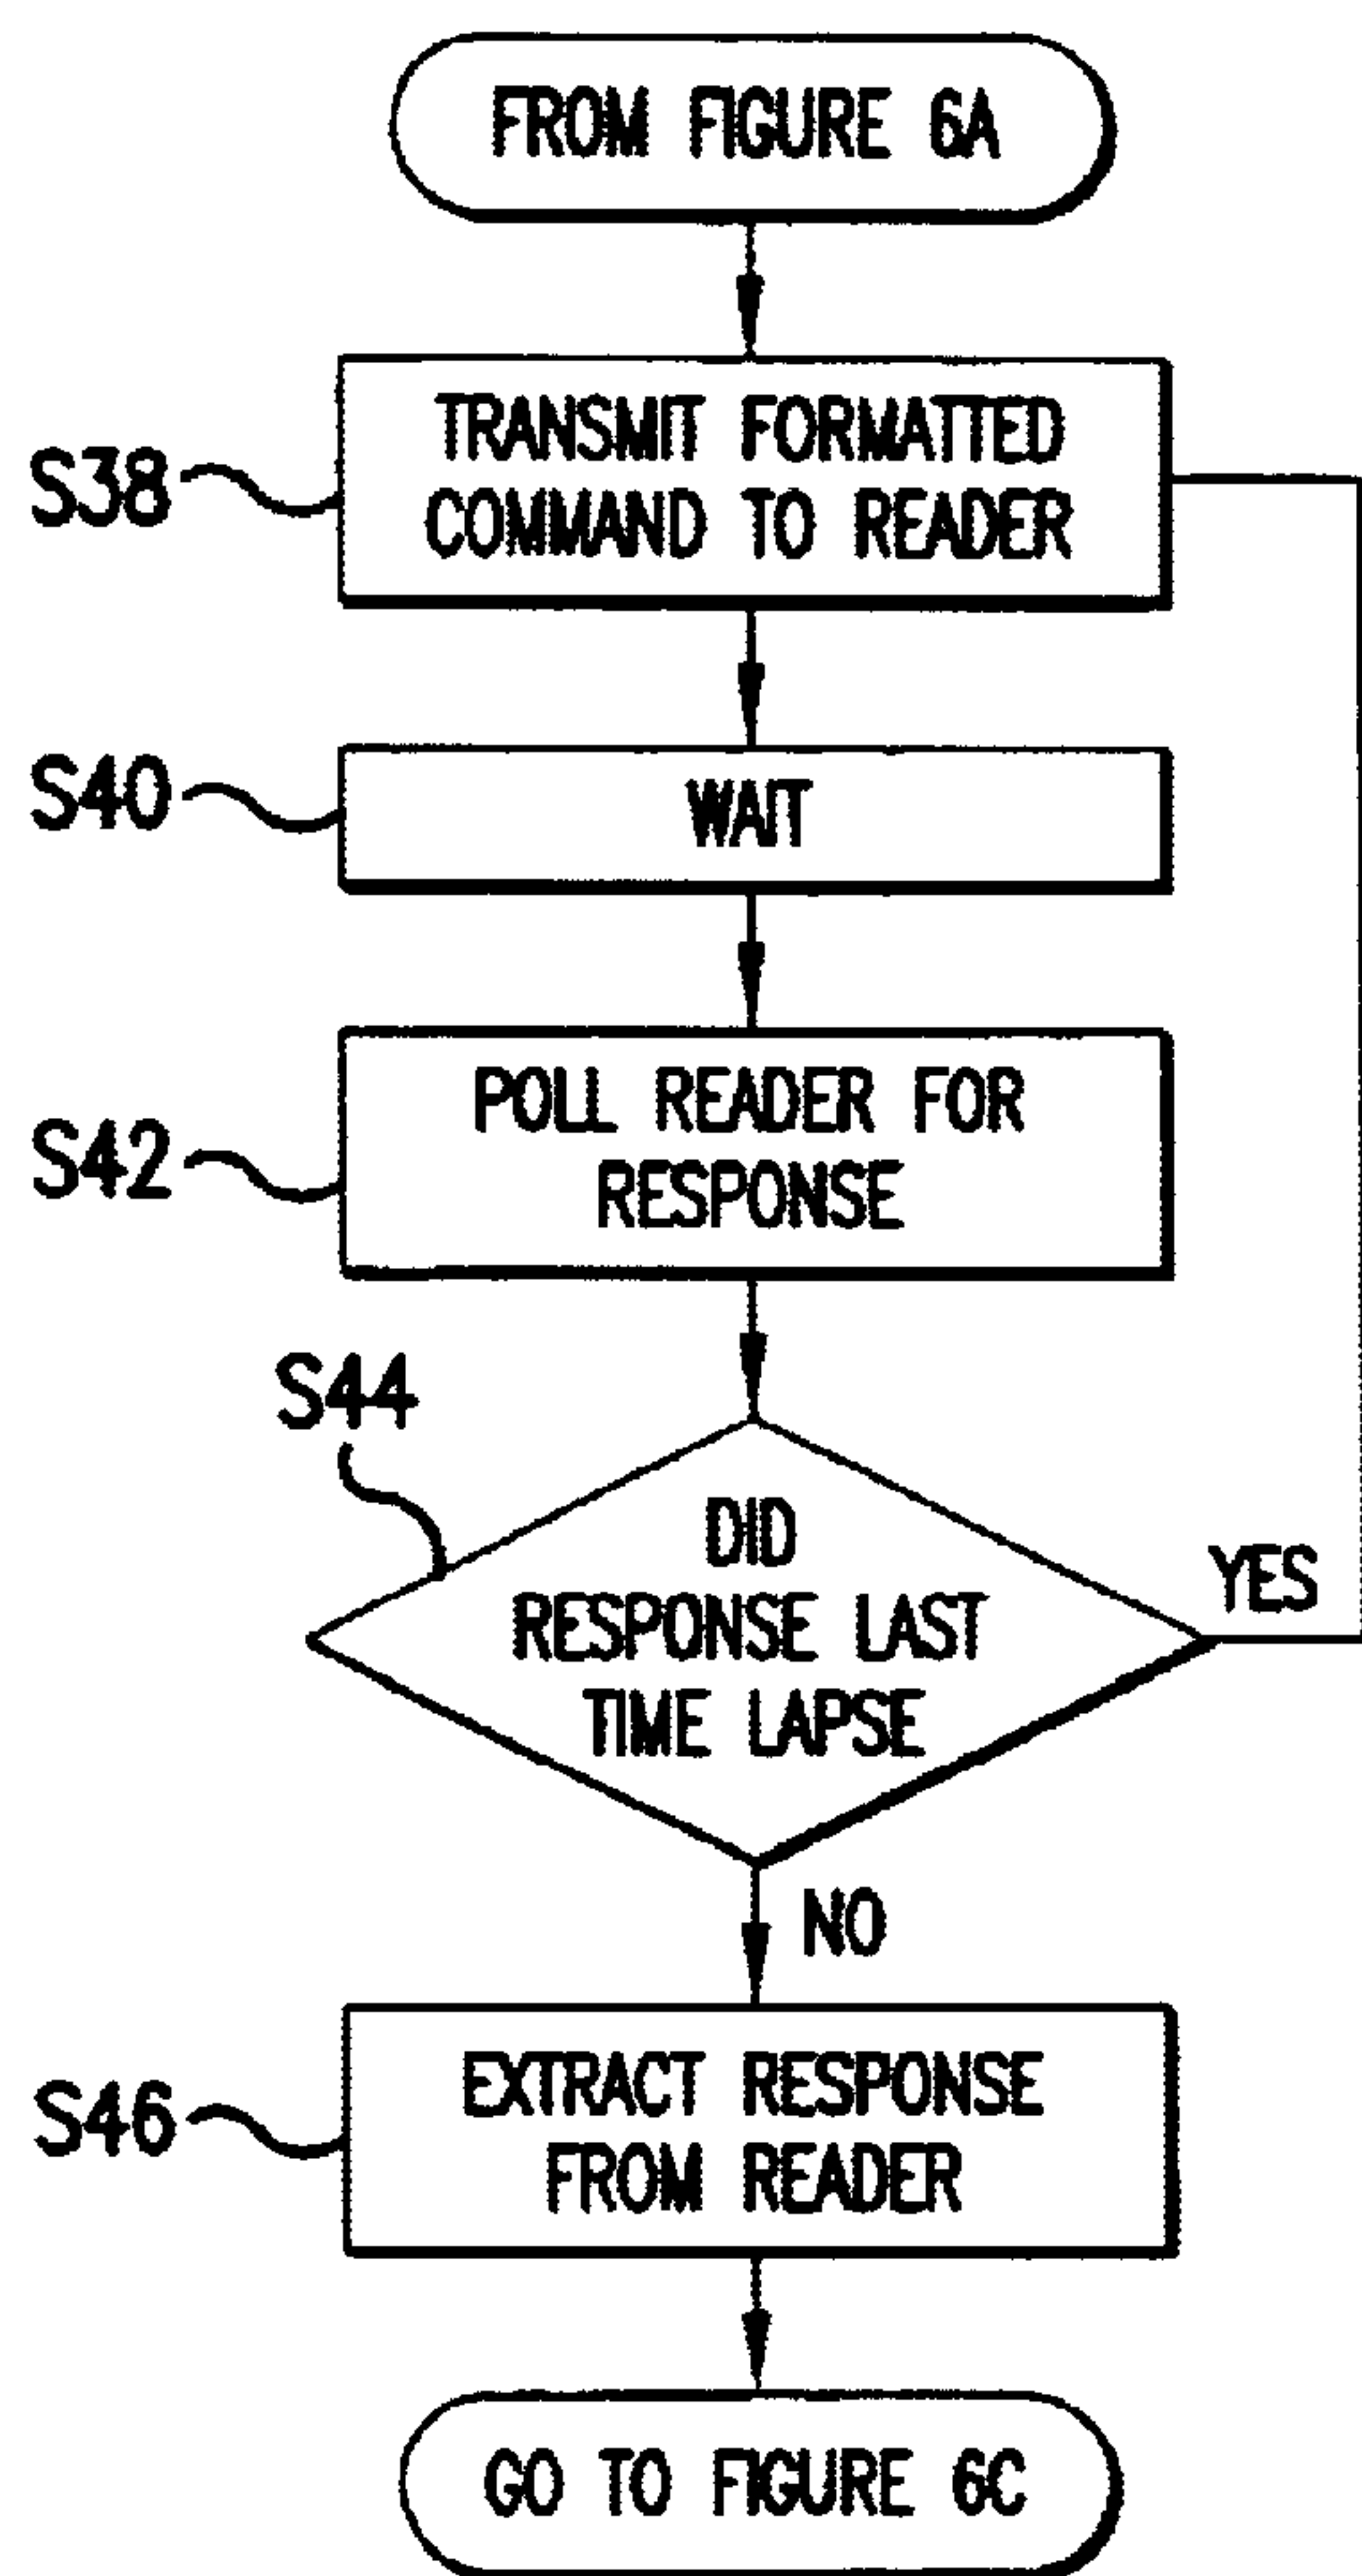 FROM FIGURE 6A
S38
TRANSMIT FORMATTED
COMMAND TO READER
S40
WAIT
S42
POLL READER FOR
RESPONSE
S44
DID
RESPONSE LAST
TIME LAPSE
YES
NO
S46
EXTRACT RESPONSE
FROM READER
GO TO FIGURE 6C